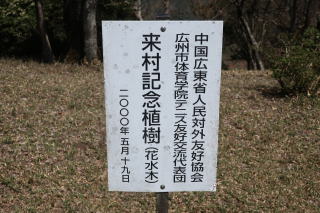 中国広東省人民対外友好協会
広州市体育学院テニス友好交流代表団
来村記念植樹(花水木)
二〇〇〇年五月十九日